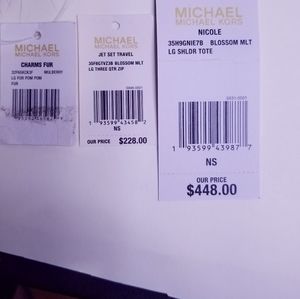 MICHAEL
MICHAEL KORS
CHARMS FUR
MULBERRY
LG FUR POM POM
FUR
MICHAEL
MICHAEL KORS
JET SET TRAVEL
35F8GTVZ3B BLOSSOM MLT
LG THREE QTR ZIP
1 93599 43458 2
NS
OUR PRICE $228.00
MICHAEL
MICHAEL KORS
NICOLE
35H9GNIE7B BLOSSOM MLT
LG SHLDR TOTE
1 93599 43987 7
NS
OUR PRICE
$448.00